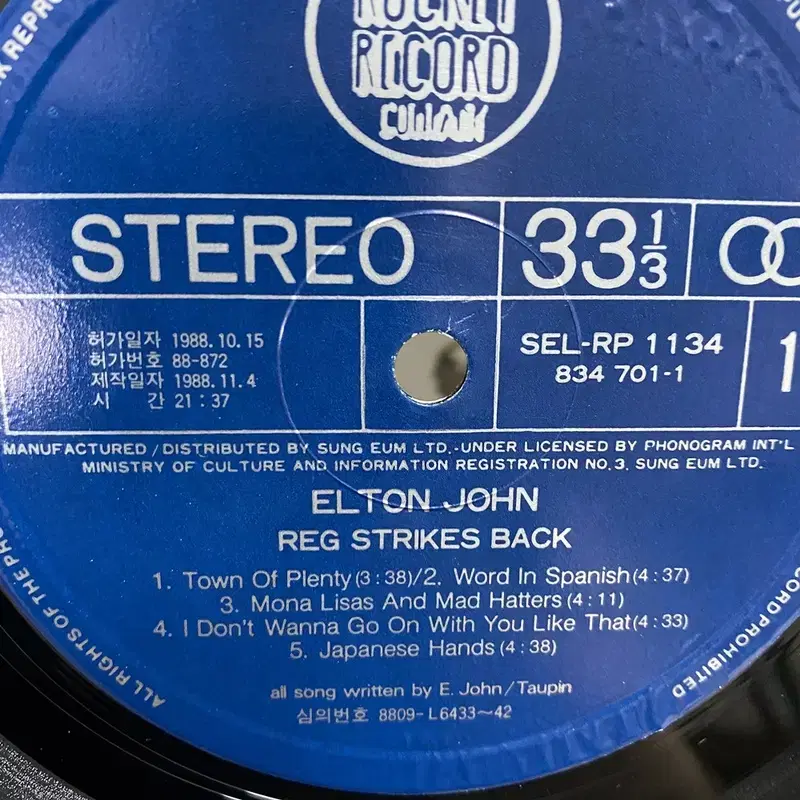 ROCKET
RECORD
COMPANY
STEREO
33 1/3
허가일자 1988.10.15
허가번호 88-872
제작일자 1988.11.4
시 간 21:37
SEL-RP 1134
834 701-1
1
MANUFACTURED/DISTRIBUTED BY SUNG EUM LTD.-UNDER LICENSED BY PHONOGRAM INT'L
MINISTRY OF CULTURE AND INFORMATION REGISTRATION NO.3. SUNG EUM LTD.
ELTON JOHN
REG STRIKES BACK
1. Town Of Plenty(3:38)/2. Word In Spanish(4:37)
3. Mona Lisas And Mad Hatters(4:11)
4. I Don't Wanna Go On With You Like That(4:33)
5. Japanese Hands(4:38)
all song written by E. John/Taupin
심의번호 8809-L6433~42
ALL RIGHTS OF THE
PROHIBITED